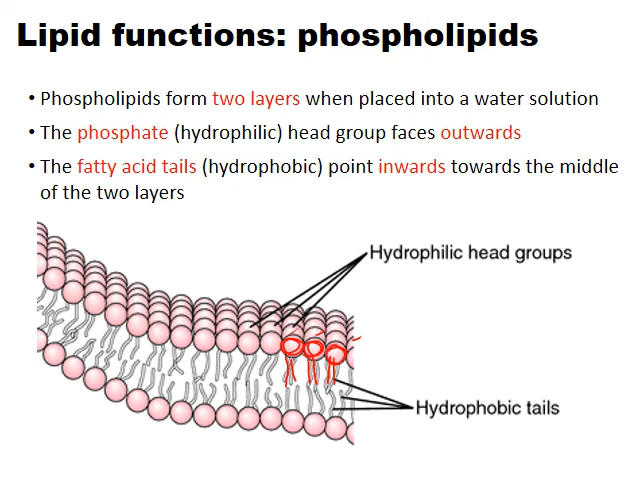 Lipid functions: phospholipids
• Phospholipids form two layers when placed into a water solution
• The phosphate (hydrophilic) head group faces outwards
• The fatty acid tails (hydrophobic) point inwards towards the middle
of the two layers
Hydrophilic head groups
Hydrophobic tails